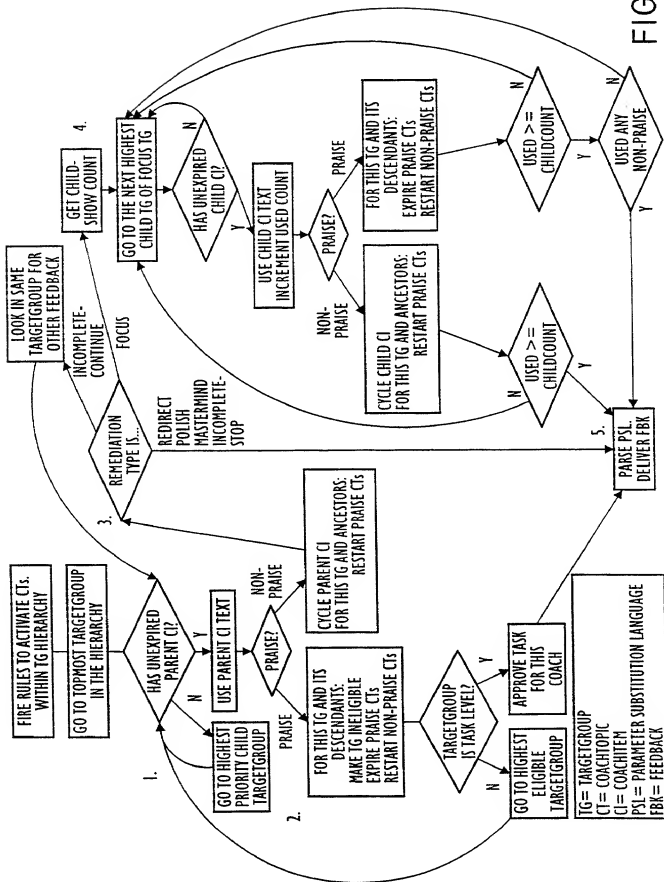 FIRE RULES TO ACTIVATE CTs.
WITHIN TG HIERARCHY
GO TO TOPMOST TARGETGROUP
IN THE HIERARCHY
1.
HAS UNEXPIRED
PARENT CI?
N
Y
GO TO HIGHEST
PRIORITY CHILD
TARGETGROUP
USE PARENT CI TEXT
2.
PRAISE?
PRAISE
NON-
PRAISE
FOR THIS TG AND ITS
DESCENDANTS:
MAKE TG INELIGIBLE
EXPIRE PRAISE CTs
RESTART NON-PRAISE CTs
CYCLE PARENT CI
FOR THIS TG AND ANCESTORS:
RESTART PRAISE CTs
TARGETGROUP
IS TASK LEVEL?
N
Y
GO TO HIGHEST
ELIGIBLE
TARGETGROUP
APPROVE TASK
FOR THIS
COACH
TG= TARGETGROUP
CT= COACHTOPIC
CI= COACHITEM
PSL= PARAMETER SUBSTITUTION LANGUAGE
FBK= FEEDBACK
LOOK IN SAME
TARGETGROUP FOR
OTHER FEEDBACK
INCOMPLETE-
CONTINUE
FOCUS
3.
REMEDIATION
TYPE IS...
REDIRECT
POLISH
MASTERMIND
INCOMPLETE-
STOP
4.
GET CHILD-
SHOW COUNT
GO TO THE NEXT HIGHEST
CHILD TG OF FOCUS TG
HAS UNEXPIRED
CHILD CI?
N
Y
USE CHILD CI TEXT
INCREMENT USED COUNT
PRAISE?
NON-
PRAISE
PRAISE
CYCLE CHILD CI
FOR THIS TG AND ANCESTORS:
RESTART PRAISE CTs
FOR THIS TG AND ITS
DESCENDANTS:
EXPIRE PRAISE CTs
RESTART NON-PRAISE CTs
USED >=
CHILDCOUNT
N
Y
USED >=
CHILDCOUNT
N
Y
USED ANY
NON-PRAISE
N
Y
5.
PARSE PSL.
DELIVER FBK
FIG